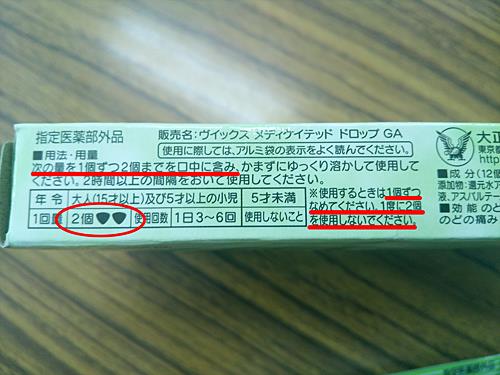 指定医薬部外品
販売名：ヴイックス メディケイテッド ドロップ GA
使用に際しては、アルミ袋の表示をよく読んでください。
■用法・用量
次の量を1個ずつ2個までを口中に含み、かまずにゆっくり溶かして使用して
ください。2時間以上の間隔をおいて使用してください。
年令 大人(15才以上)及び5才以上の小児 5才未満
1回量 2個 使用回数 1日3～6回 使用しないこと
※使用するときは1個ずつ
なめてください。1度に2個
を使用しないでください。
大正
東京都
http
■成分(12個
添加物：還元水
液、アスパルテー
■効能 のど
のどの痛み